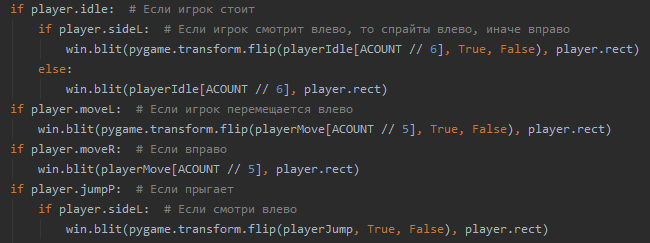 if player.idle:  # Если игрок стоит
    if player.sideL:  # Если игрок смотрит влево, то спрайты влево, иначе вправо
        win.blit(pygame.transform.flip(playerIdle[ACOUNT // 6], True, False), player.rect)
    else:
        win.blit(playerIdle[ACOUNT // 6], player.rect)
if player.moveL:  # Если игрок перемещается влево
    win.blit(pygame.transform.flip(playerMove[ACOUNT // 5], True, False), player.rect)
if player.moveR:  # Если вправо
    win.blit(playerMove[ACOUNT // 5], player.rect)
if player.jumpP:  # Если прыгает
    if player.sideL:  # Если смотри влево
        win.blit(pygame.transform.flip(playerJump, True, False), player.rect)